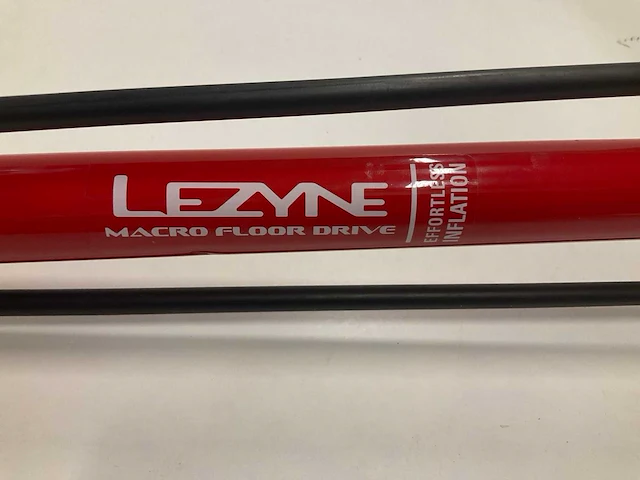 LEZYNE
MACRO FLOOR DRIVE
EFFORTLESS
INFLATION